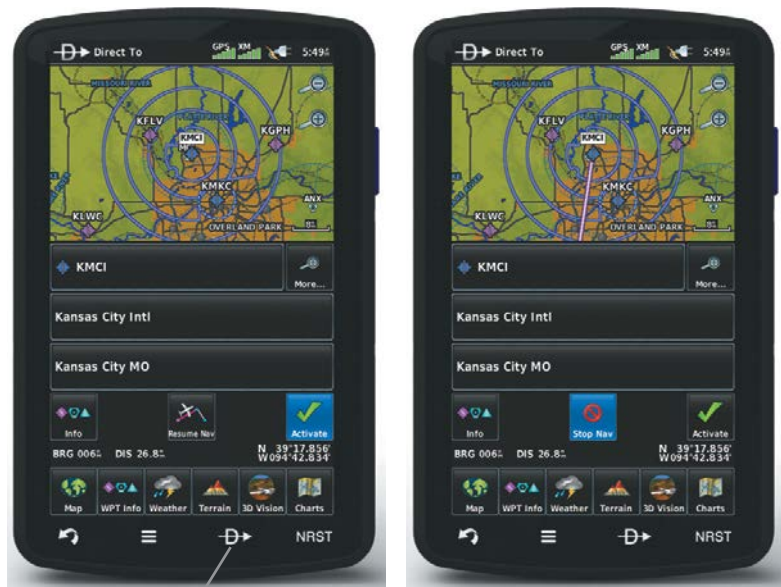 Direct To GPS XM 5:49
MISSOURI RIVER
KFLV
KGPH
KMCI
KMKC
ANX
KLWC
OVERLAND PARK
KMCI
More...
Kansas City Intl
Kansas City MO
Info
Resume Nav
Activate
BRG 006 DIS 26.8 N 39°17.856'
W094°42.834'
Map WPT Info Weather Terrain 3D Vision Charts
NRST
Direct To GPS XM 5:49
MISSOURI RIVER
KFLV
KGPH
KMCI
KMKC
ANX
KLWC
OVERLAND PARK
KMCI
More...
Kansas City Intl
Kansas City MO
Info
Stop Nav
Activate
BRG 006 DIS 26.8 N 39°17.856'
W094°42.834'
Map WPT Info Weather Terrain 3D Vision Charts
NRST